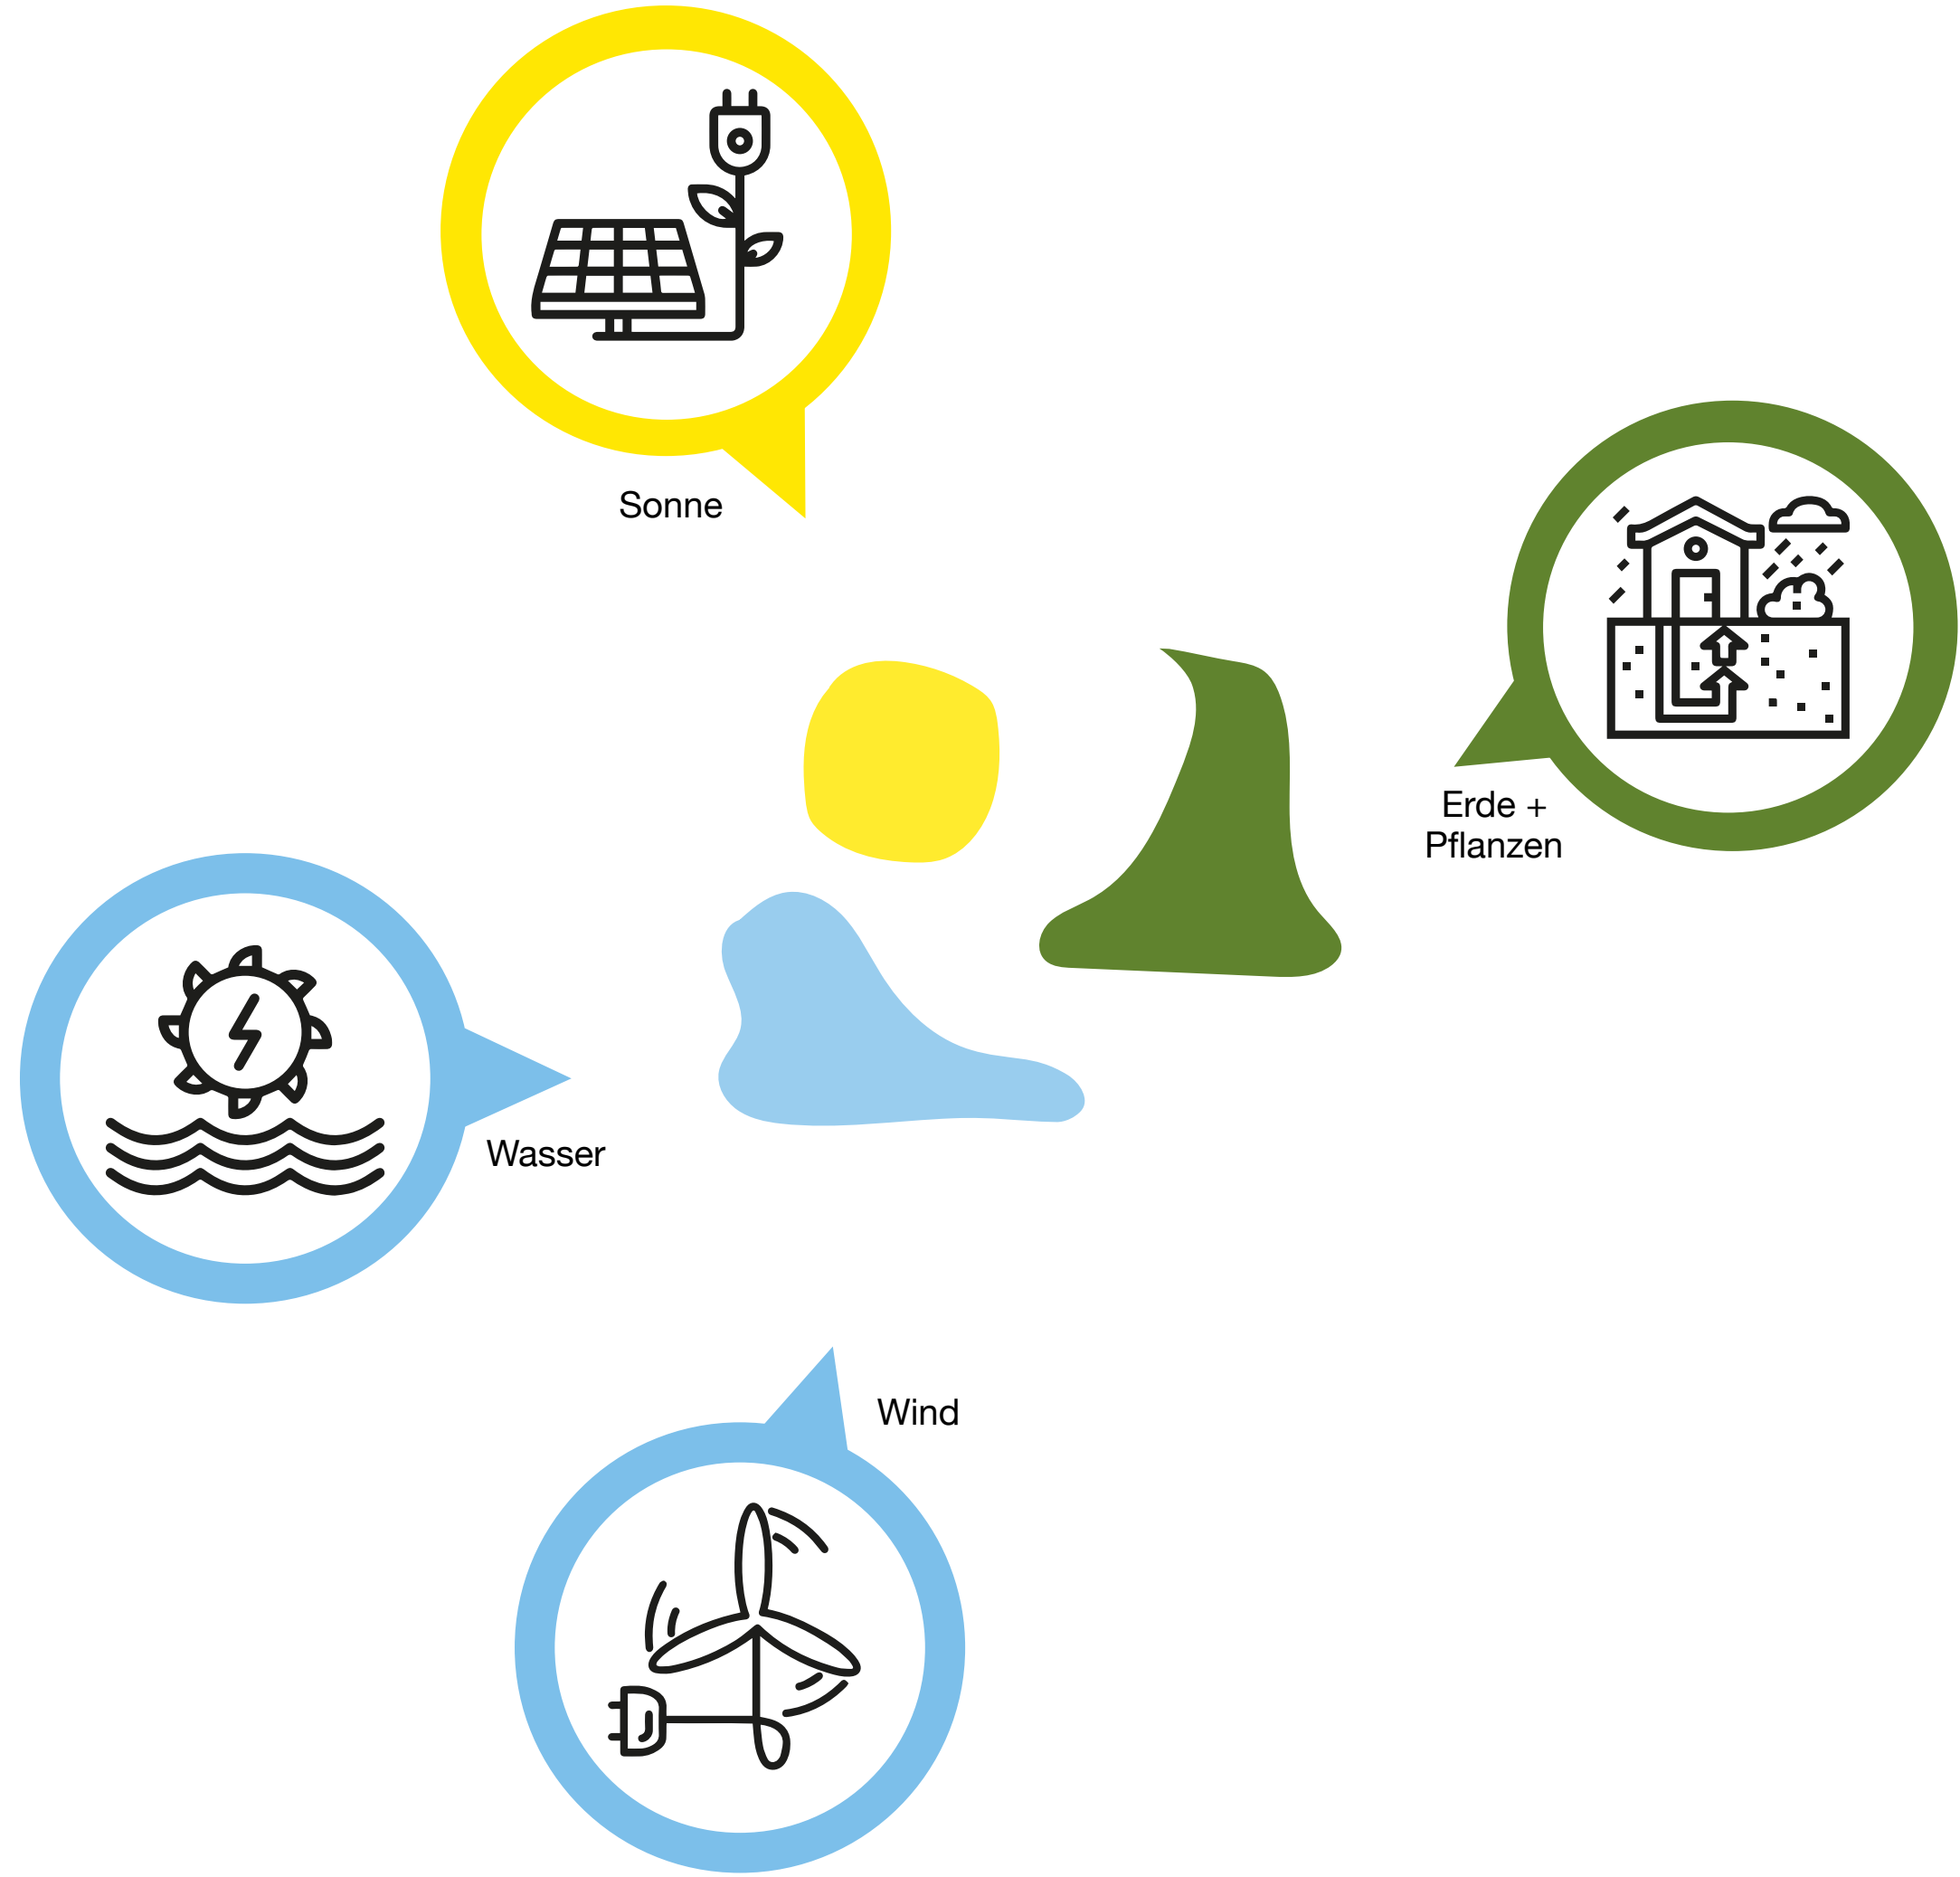 Sonne
Erde +
Pflanzen
Wasser
Wind